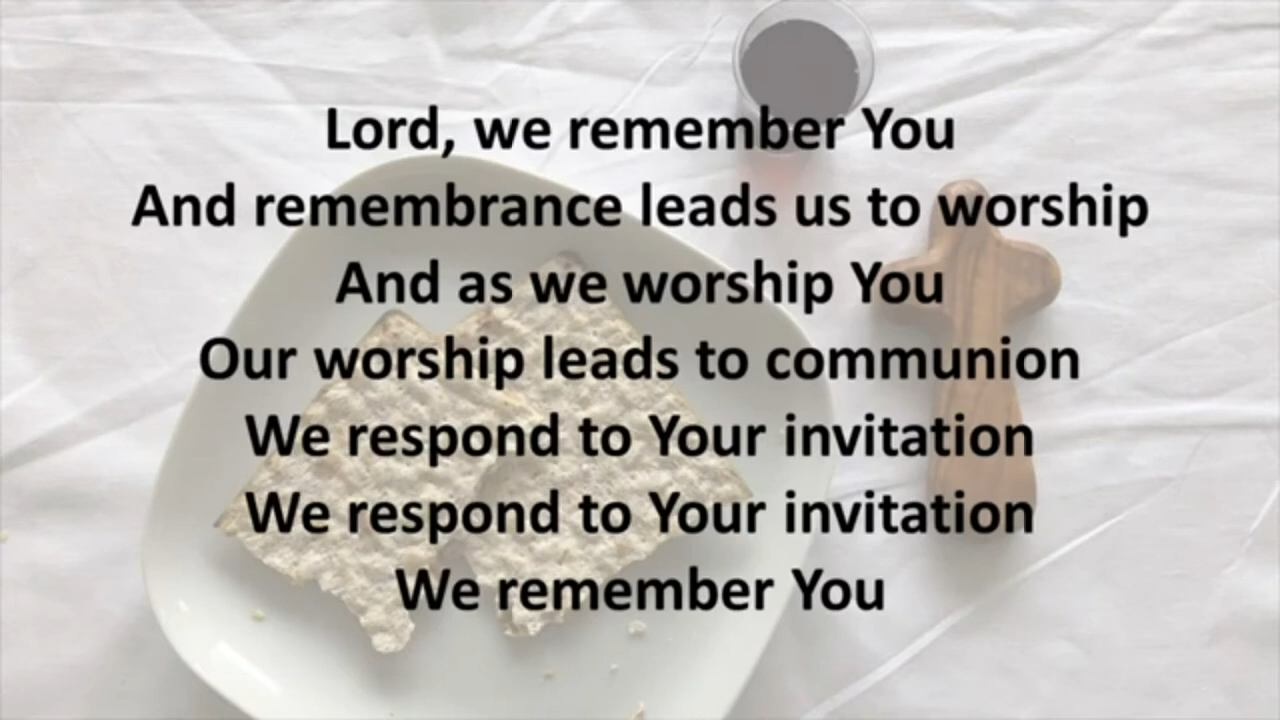 Lord, we remember You
And remembrance leads us to worship
And as we worship You
Our worship leads to communion
We respond to Your invitation
We respond to Your invitation
We remember You